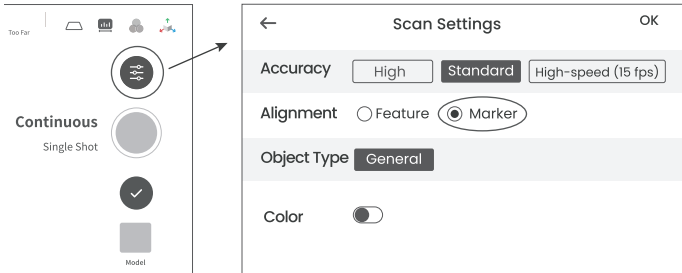 Too Far
Continuous
Single Shot
Model
Scan Settings OK
Accuracy High Standard High-speed (15 fps)
Alignment Feature Marker
Object Type General
Color